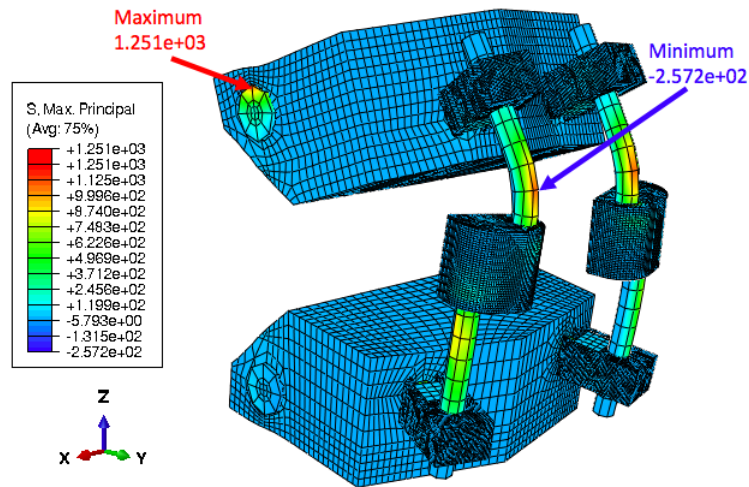 Maximum
1.251e+03
Minimum
-2.572e+02
S, Max. Principal
(Avg: 75%)
+1.251e+03
+1.251e+03
+1.125e+03
+9.996e+02
+8.740e+02
+7.483e+02
+6.226e+02
+4.969e+02
+3.712e+02
+2.456e+02
+1.199e+02
-5.793e+00
-1.315e+02
-2.572e+02
Z
X
Y